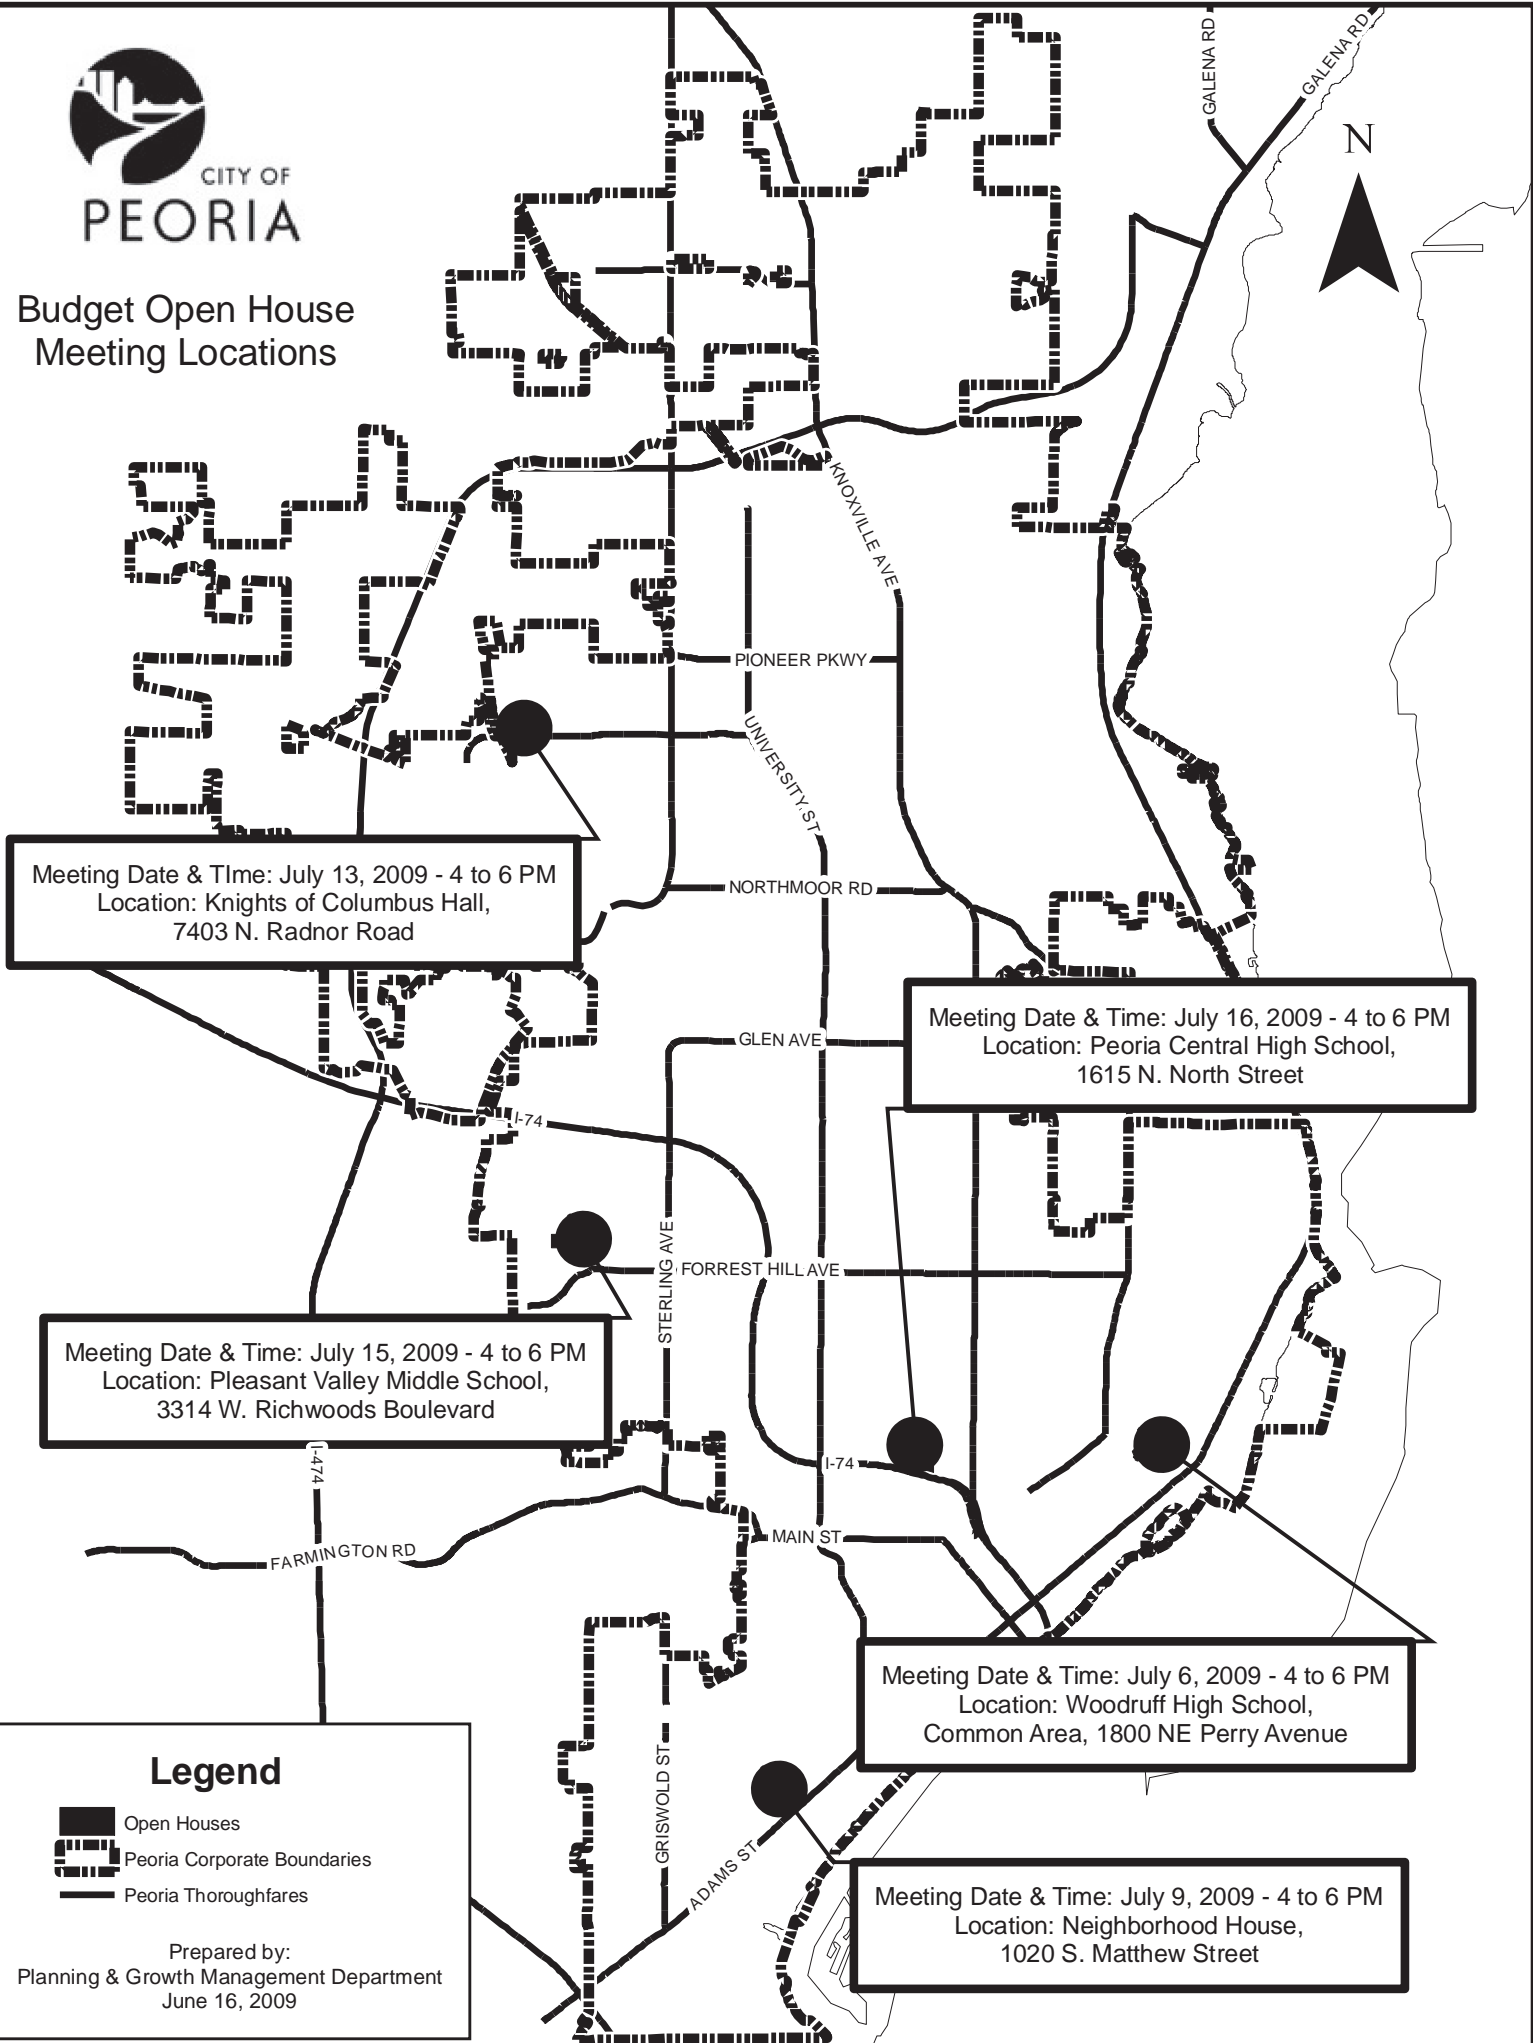 CITY OF
PEORIA
Budget Open House
Meeting Locations
GALENA RD
GALENA RD
N
KNOXVILLE AVE
PIONEER PKWY
UNIVERSITY ST
Meeting Date & TIme: July 13, 2009 - 4 to 6 PM
Location: Knights of Columbus Hall,
7403 N. Radnor Road
NORTHMOOR RD
Meeting Date & Time: July 16, 2009 - 4 to 6 PM
Location: Peoria Central High School,
1615 N. North Street
GLEN AVE
I-74
STERLING AVE
FORREST HILL AVE
Meeting Date & Time: July 15, 2009 - 4 to 6 PM
Location: Pleasant Valley Middle School,
3314 W. Richwoods Boulevard
I-474
I-74
MAIN ST
FARMINGTON RD
Meeting Date & Time: July 6, 2009 - 4 to 6 PM
Location: Woodruff High School,
Common Area, 1800 NE Perry Avenue
GRISWOLD ST
ADAMS ST
Meeting Date & Time: July 9, 2009 - 4 to 6 PM
Location: Neighborhood House,
1020 S. Matthew Street
Legend
Open Houses
Peoria Corporate Boundaries
Peoria Thoroughfares
Prepared by:
Planning & Growth Management Department
June 16, 2009